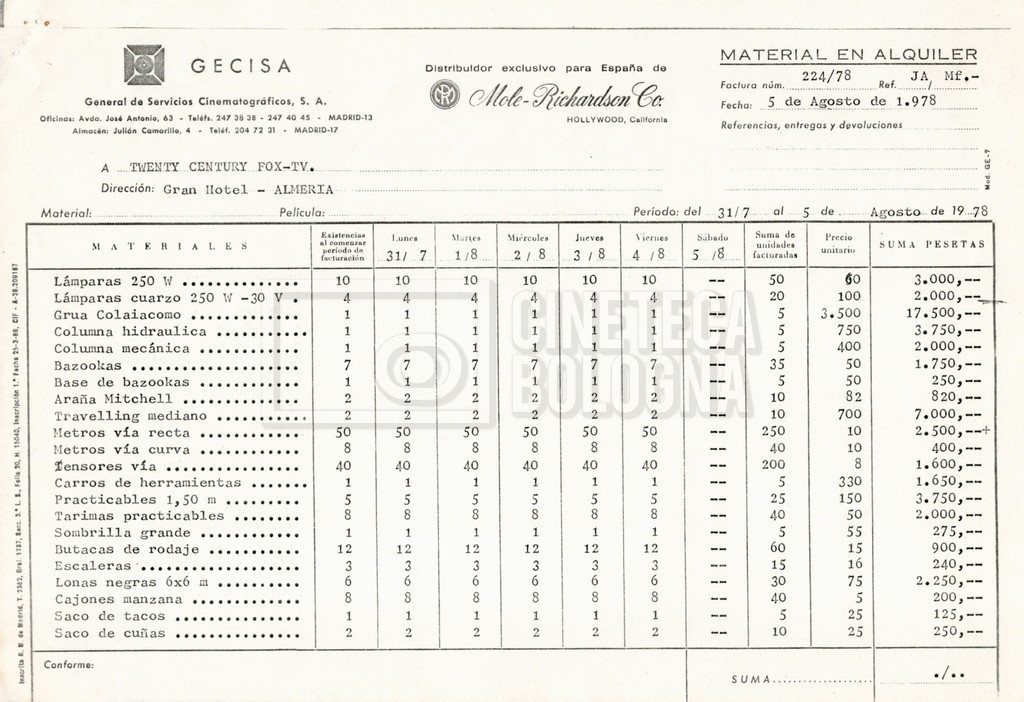 GECISA
General de Servicios Cinematográficos, S. A.
Oficinas: Avda. José Antonio, 63 - Teléfs. 247 38 38 - 247 40 45 - MADRID-13
Almacén: Julián Camarillo, 4 - Teléf. 204 72 31 - MADRID-17
Distribuidor exclusivo para España de
Mole-Richardson Co.
HOLLYWOOD, California
MATERIAL EN ALQUILER
Factura núm. 224/78 Ref. JA/ Mf.-
Fecha: 5 de Agosto de 1.978
Referencias, entregas y devoluciones
Mod. GE-7
A TWENTY CENTURY FOX-TV.
Dirección: Gran Hotel - ALMERIA
Material: Película: Período: del 31/7 al 5 de Agosto de 1978
MATERIALES Existencias al comenzar período de facturación Lunes 31/ 7 Martes 1/8 Miércoles 2/8 Jueves 3/8 Viernes 4/8 Sábado 5/8 Suma de unidades facturadas Precio unitario SUMA PESETAS
Lámparas 250 W 10 10 10 10 10 10 -- 50 60 3.000,--
Lámparas cuarzo 250 W -30 V . 4 4 4 4 4 4 -- 20 100 2.000,--
Grua Colaiacomo 1 1 1 1 1 1 -- 5 3.500 17.500,--
Columna hidraulica 1 1 1 1 1 1 -- 5 750 3.750,--
Columna mecánica 1 1 1 1 1 1 -- 5 400 2.000,--
Bazookas 7 7 7 7 7 7 -- 35 50 1.750,--
Base de bazookas 1 1 1 1 1 1 -- 5 50 250,--
Araña Mitchell 2 2 2 2 2 2 -- 10 82 820,--
Travelling mediano 2 2 2 2 2 2 -- 10 700 7.000,--
Metros vía recta 50 50 50 50 50 50 -- 250 10 2.500,--+
Metros vía curva 8 8 8 8 8 8 -- 40 10 400,--
Tensores vía 40 40 40 40 40 40 -- 200 8 1.600,--
Carros de herramientas 1 1 1 1 1 1 -- 5 330 1.650,--
Practicables 1,50 m 5 5 5 5 5 5 -- 25 150 3.750,--
Tarimas practicables 8 8 8 8 8 8 -- 40 50 2.000,--
Sombrilla grande 1 1 1 1 1 1 -- 5 55 275,--
Butacas de rodaje 12 12 12 12 12 12 -- 60 15 900,--
Escaleras 3 3 3 3 3 3 -- 15 16 240,--
Lonas negras 6x6 m 6 6 6 6 6 6 -- 30 75 2.250,--
Cajones manzana 8 8 8 8 8 8 -- 40 5 200,--
Saco de tacos 1 1 1 1 1 1 -- 5 25 125,--
Saco de cuñas 2 2 2 2 2 2 -- 10 25 250,--
Conforme:
SUMA ./..
CINETECA
BOLOGNA